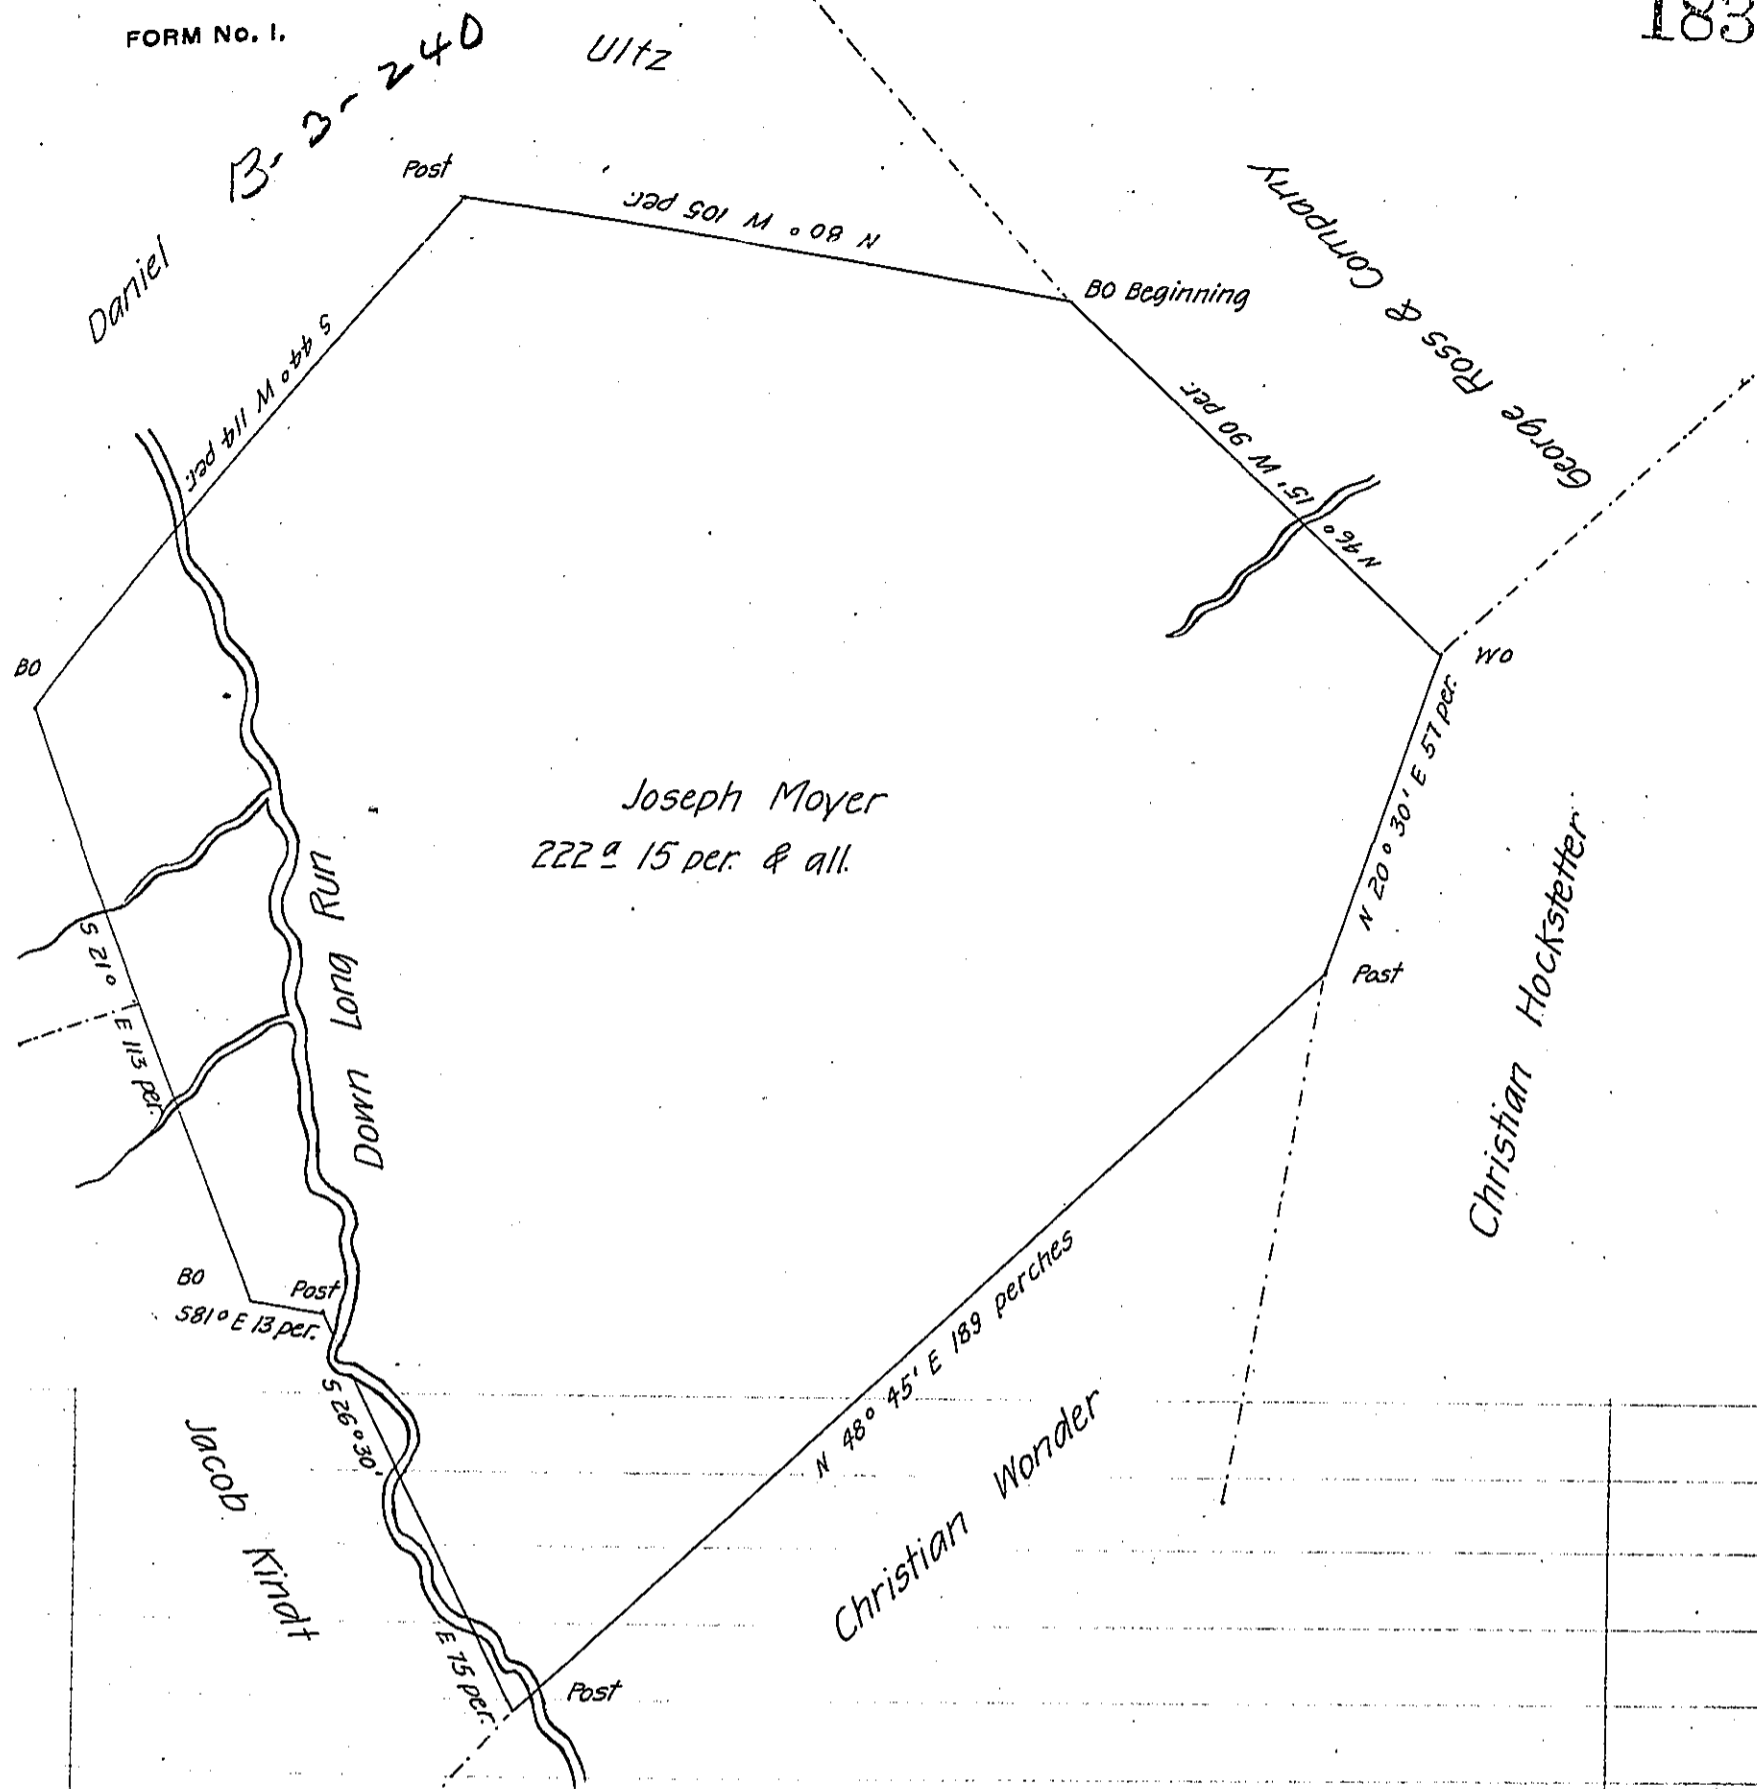 FORM No. 1.
183
B-3-240
Ultz
Daniel
Post
N 80° W 105 per.
BO Beginning
George Ross & Company
S 44° W 114 per.
N 46° 15' W 90 per.
BO
WO
N 20° 30' E 57 per.
Joseph Moyer
222ª 15 per. & all.
Down Long Run
S 21° E 113 per.
Post
Christian Hockstetter
BO
Post
S 81° E 13 per.
N 48° 45' E 189 perches
S 26° 30' E 75 per.
Jacob Kindt
Christian Wonder
Post